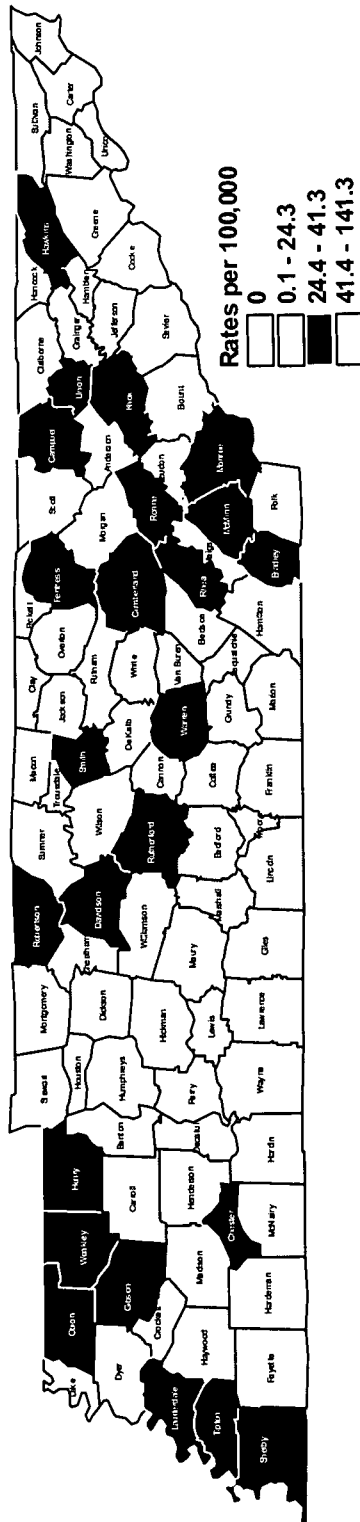 Johnson
Sullivan
Carter
Washington
Hawkins
Greene
Hancock
Hamblen
Cocke
Claiborne
Grainger
Jefferson
Union
Sevier
Campbell
Knox
Blount
Anderson
Loudon
Monroe
Scott
Morgan
Roane
McMinn
Polk
Fentress
Cumberland
Rhea
Bradley
Pickett
Overton
Bledsoe
Hamilton
Clay
Putnam
White
Van Buren
Jackson
Grundy
Marion
Macon
Smith
DeKalb
Warren
Trousdale
Cannon
Coffee
Franklin
Sumner
Wilson
Rutherford
Bedford
Moore
Lincoln
Robertson
Davidson
Williamson
Marshall
Montgomery
Dickson
Maury
Giles
Stewart
Houston
Humphreys
Hickman
Lewis
Lawrence
Perry
Wayne
Henry
Benton
Carroll
Henderson
Hardin
Weakley
Gibson
Chester
McNairy
Madison
Obion
Crockett
Hardeman
Lake
Dyer
Haywood
Fayette
Lauderdale
Tipton
Shelby
Rates per 100,000
0
0.1 - 24.3
24.4 - 41.3
41.4 - 141.3